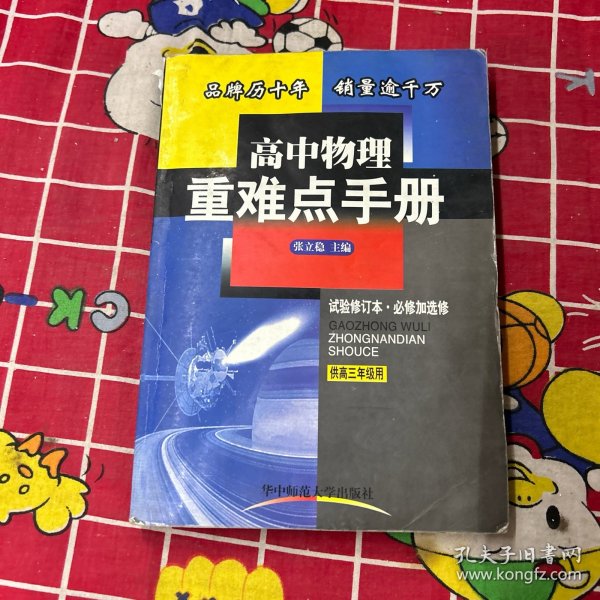 品牌历十年 销量逾千万
高中物理
重难点手册
张立稳 主编
试验修订本·必修加选修
GAOZHONG WULI
ZHONGNANDIAN
SHOUCE
供高三年级用
华中师范大学出版社
CK
孔夫子旧书网
www.kongfz.com